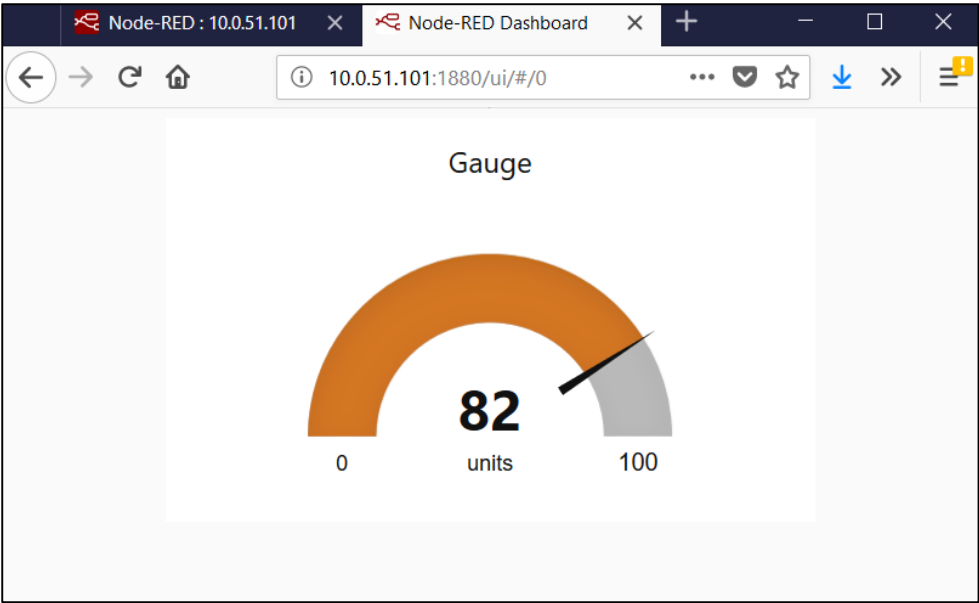 Node-RED : 10.0.51.101
Node-RED Dashboard
10.0.51.101:1880/ui/#/0
Gauge
82
0 units 100